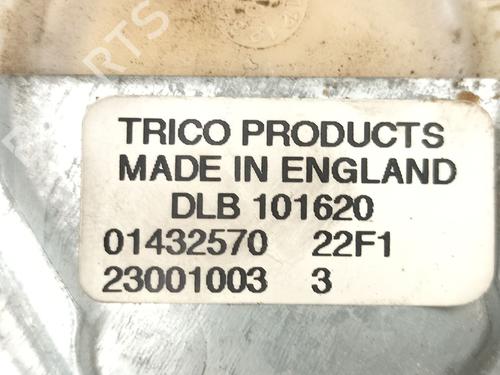 TRICO PRODUCTS
MADE IN ENGLAND
DLB 101620
01432570 22F1
23001003 3